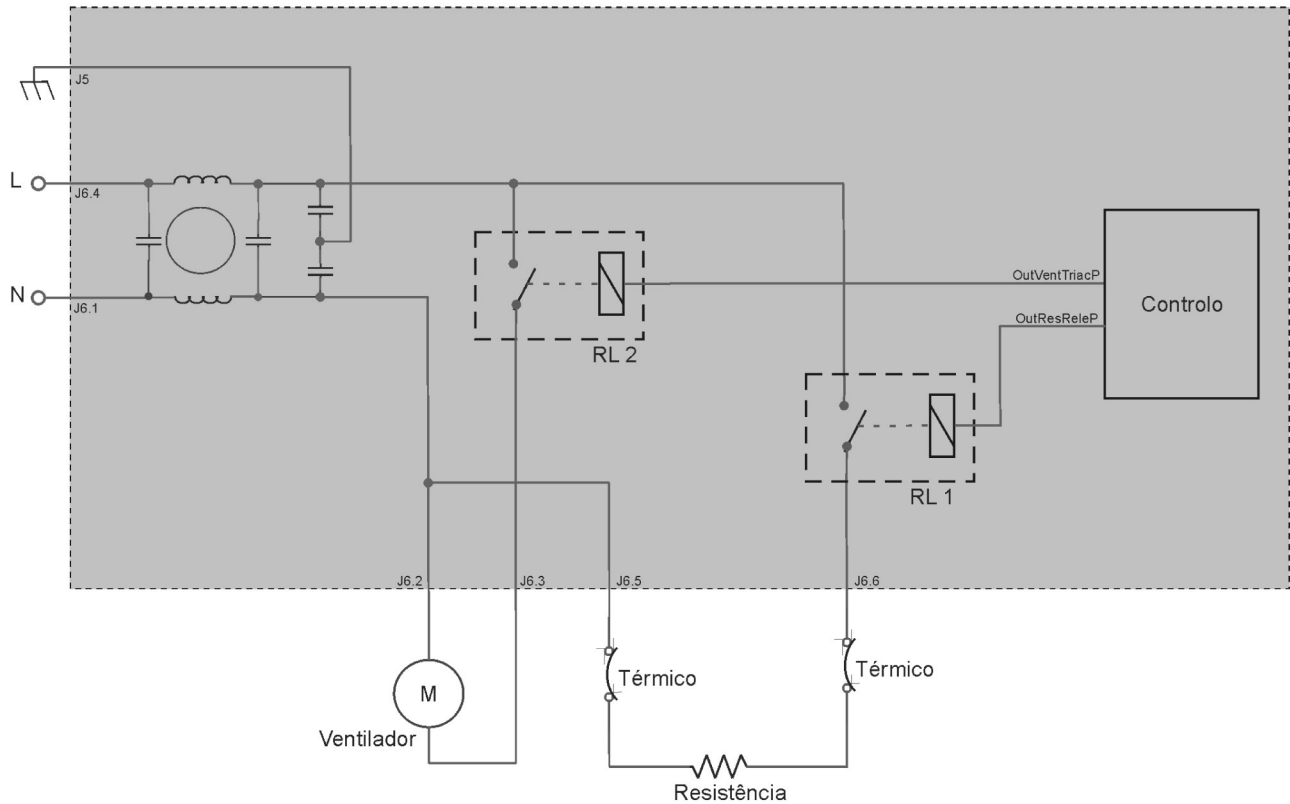 J5
L
J6.4
N
J6.1
OutVentTriacP
OutResReleP
Controlo
RL 2
RL 1
J6.2
J6.3
J6.5
J6.6
Térmico
Térmico
M
Ventilador
Resistência